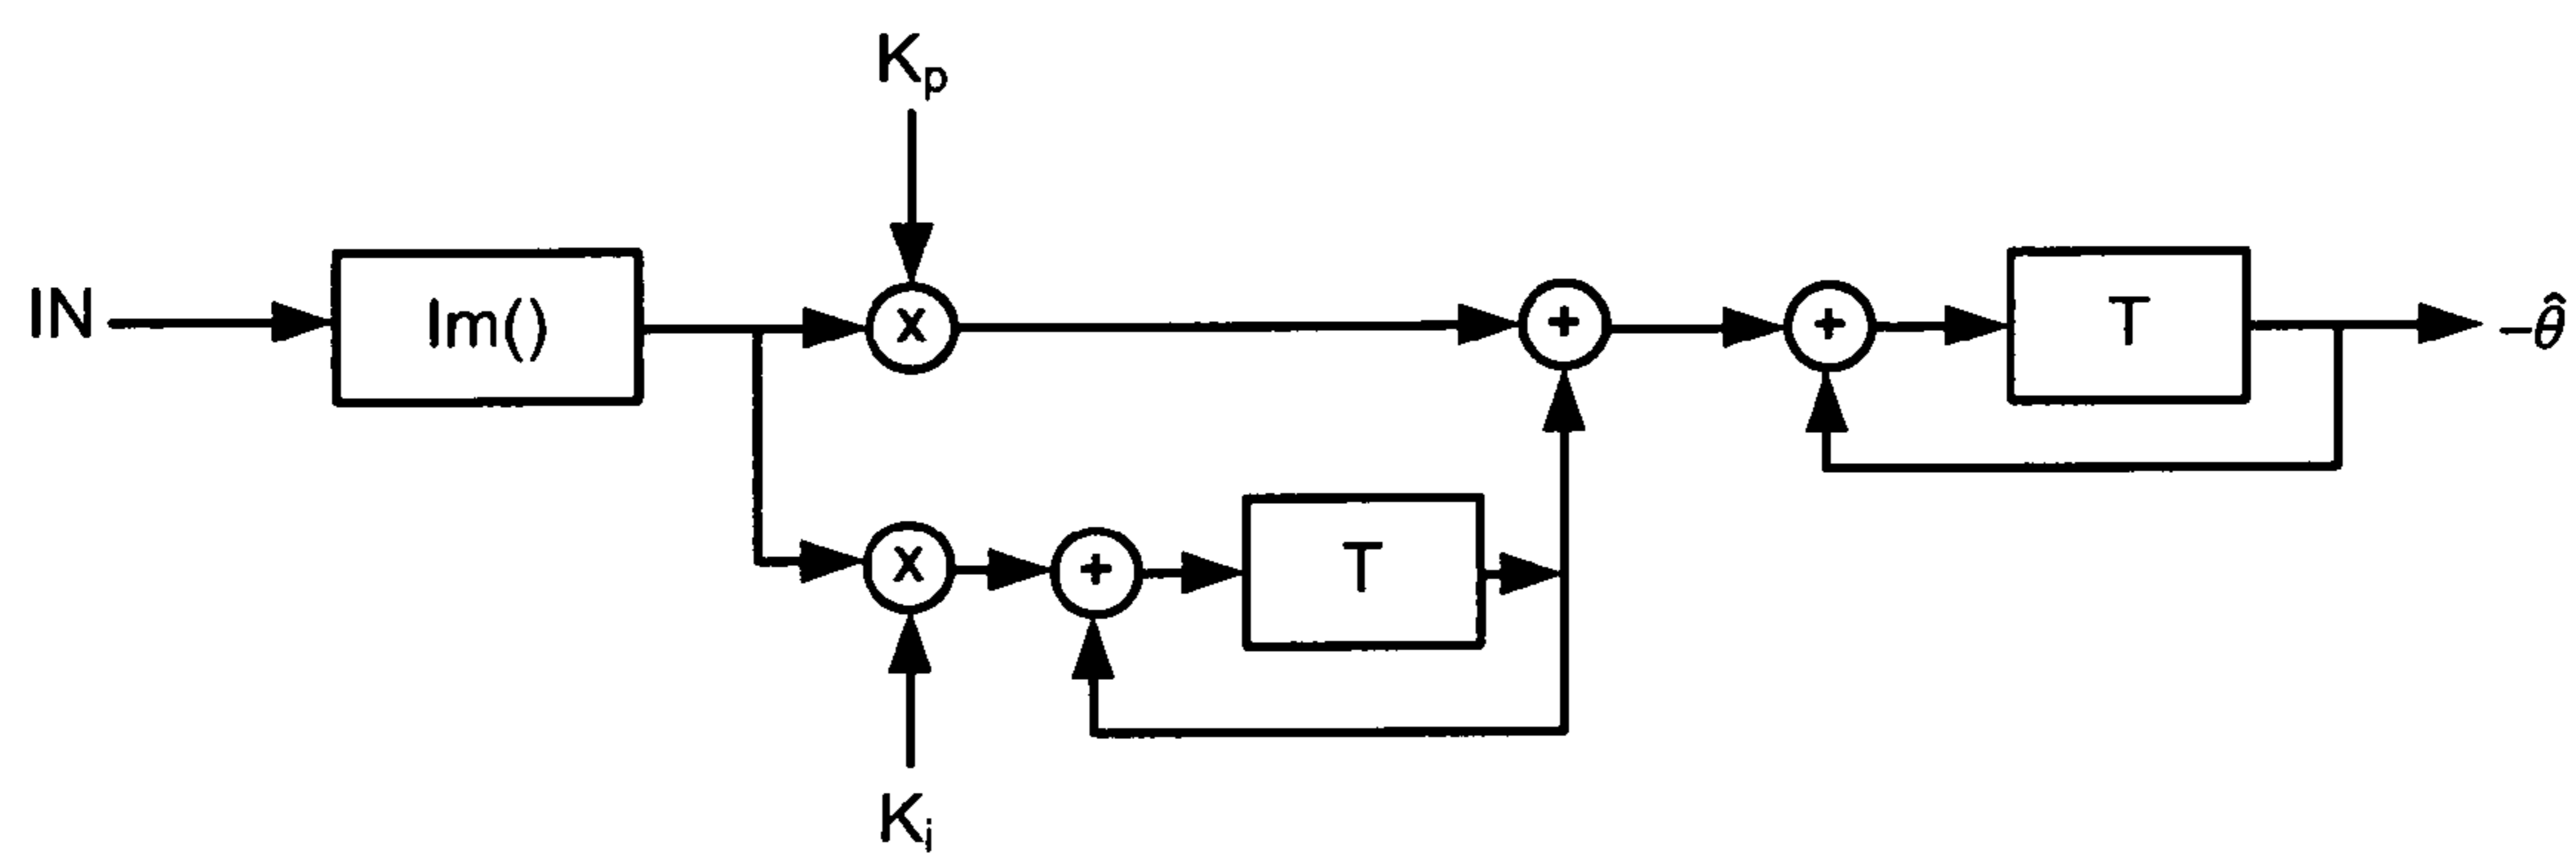 Kp
IN
Im()
x
+
+
T
-θ̂
x
+
T
Ki